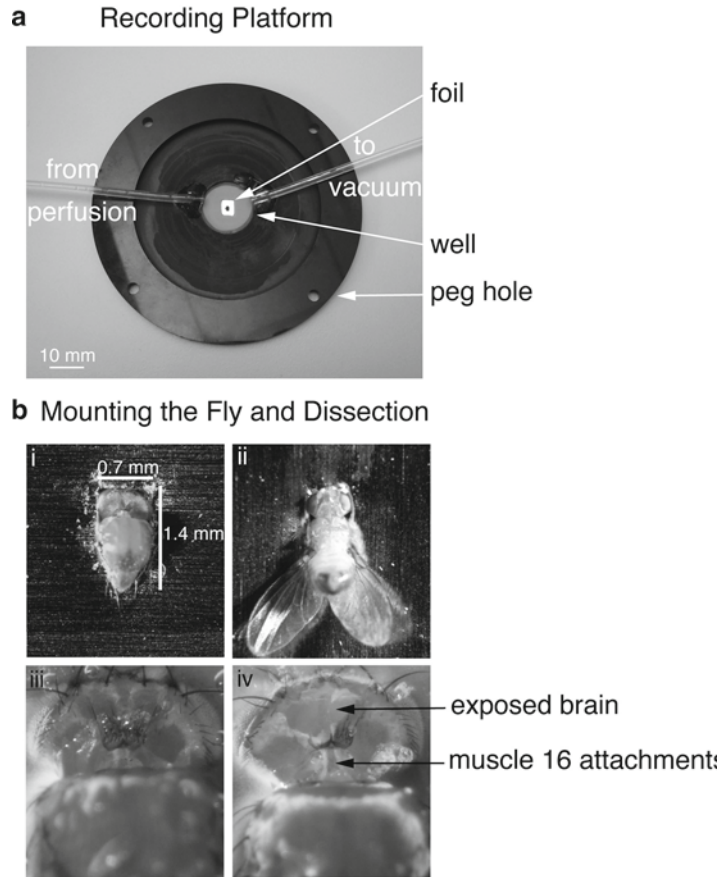 a Recording Platform
foil
from
perfusion
to
vacuum
well
peg hole
10 mm
b Mounting the Fly and Dissection
i
0.7 mm
1.4 mm
ii
iii
iv
exposed brain
muscle 16 attachments